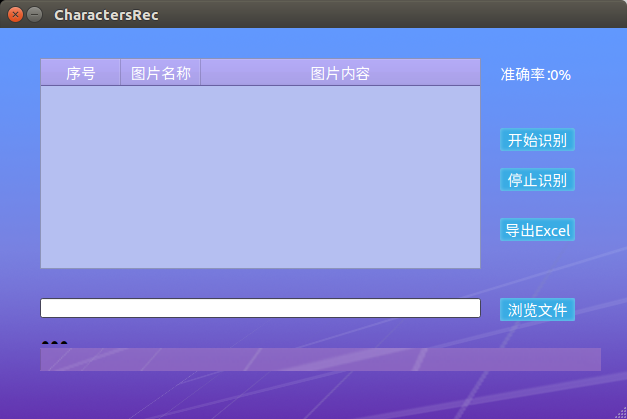 CharactersRec
序号 图片名称 图片内容
准确率:0%
开始识别
停止识别
导出Excel
浏览文件
...